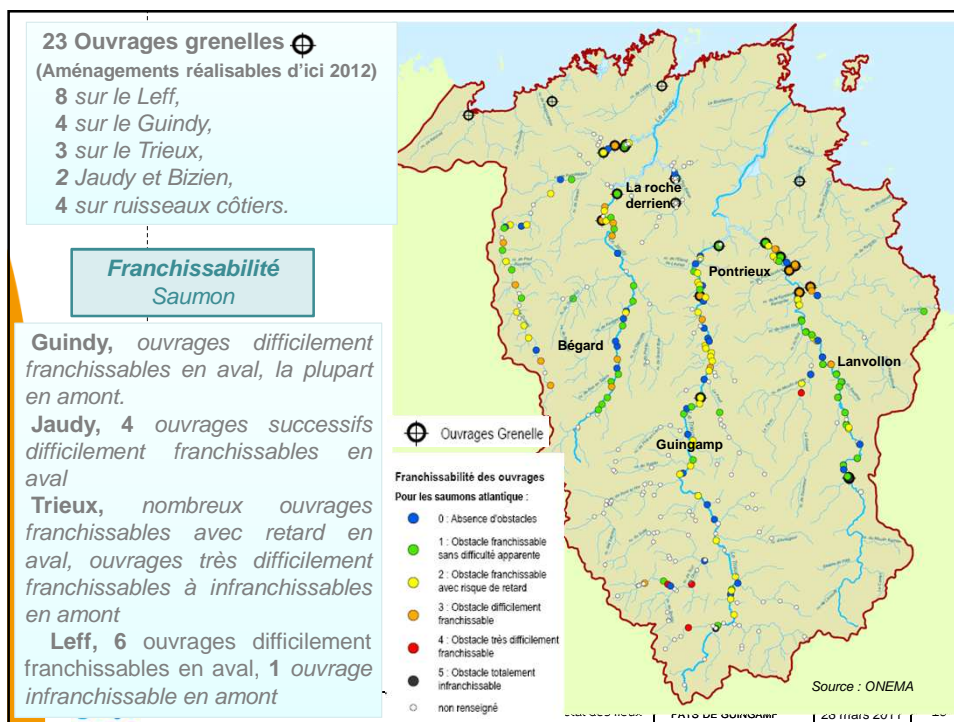 23 Ouvrages grenelles
(Aménagements réalisables d'ici 2012)
8 sur le Leff,
4 sur le Guindy,
3 sur le Trieux,
2 Jaudy et Bizien,
4 sur ruisseaux côtiers.
Franchissabilité
Saumon
Guindy, ouvrages difficilement
franchissables en aval, la plupart
en amont.
Jaudy, 4 ouvrages successifs
difficilement franchissables en
aval
Trieux, nombreux ouvrages
franchissables avec retard en
aval, ouvrages très difficilement
franchissables à infranchissables
en amont
Leff, 6 ouvrages difficilement
franchissables en aval, 1 ouvrage
infranchissable en amont
La roche
derrien
Pontrieux
Bégard
Lanvollon
Guingamp
Ouvrages Grenelle
Franchissabilité des ouvrages
Pour les saumons atlantique :
0 : Absence d'obstacles
1 : Obstacle franchissable
sans difficulté apparente
2 : Obstacle franchissable
avec risque de retard
3 : Obstacle difficilement
franchissable
4 : Obstacle très difficilement
franchissable
5 : Obstacle totalement
infranchissable
non renseigné
Source : ONEMA
état des lieux
PAYS DE GUINGAMP
28 mars 2011